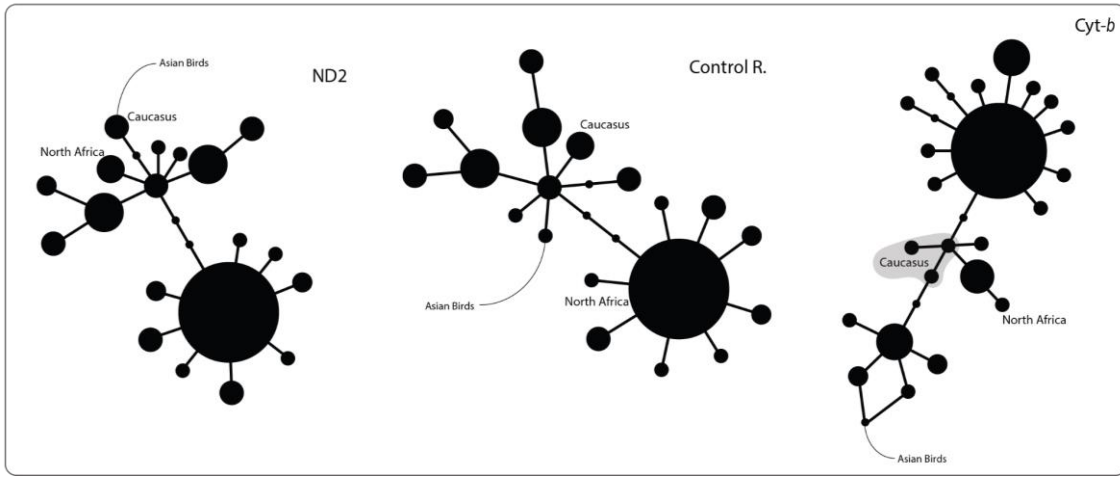 ND2
Asian Birds
Caucasus
North Africa
Control R.
Caucasus
North Africa
Asian Birds
Cyt-b
Caucasus
North Africa
Asian Birds